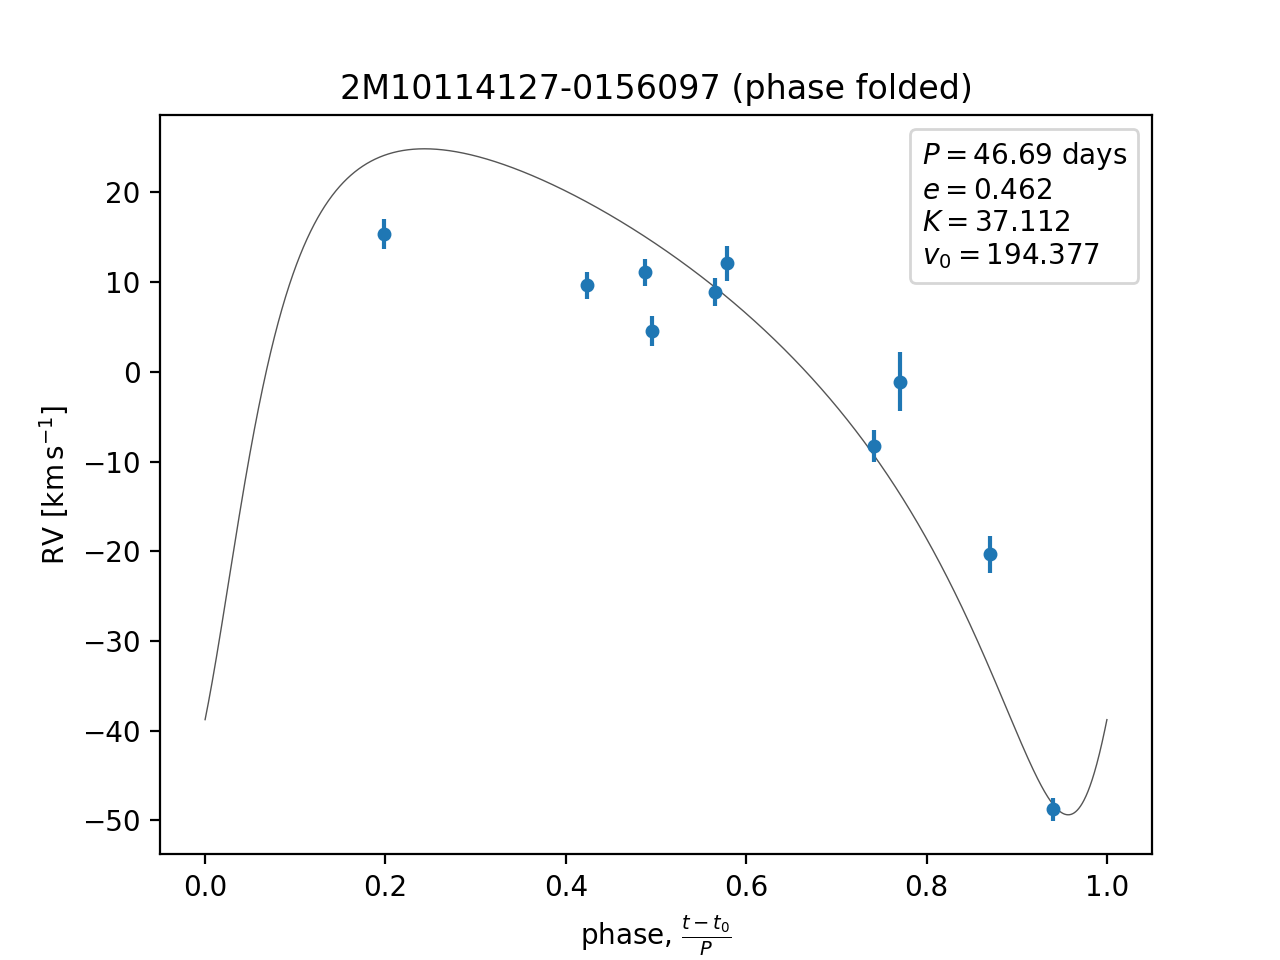 2M10114127-0156097 (phase folded)
P = 46.69 days
e = 0.462
K = 37.112
v₀ = 194.377
20
10
0
−10
−20
−30
−40
−50
RV [km s⁻¹]
0.0 0.2 0.4 0.6 0.8 1.0
phase, (t − t₀)/P